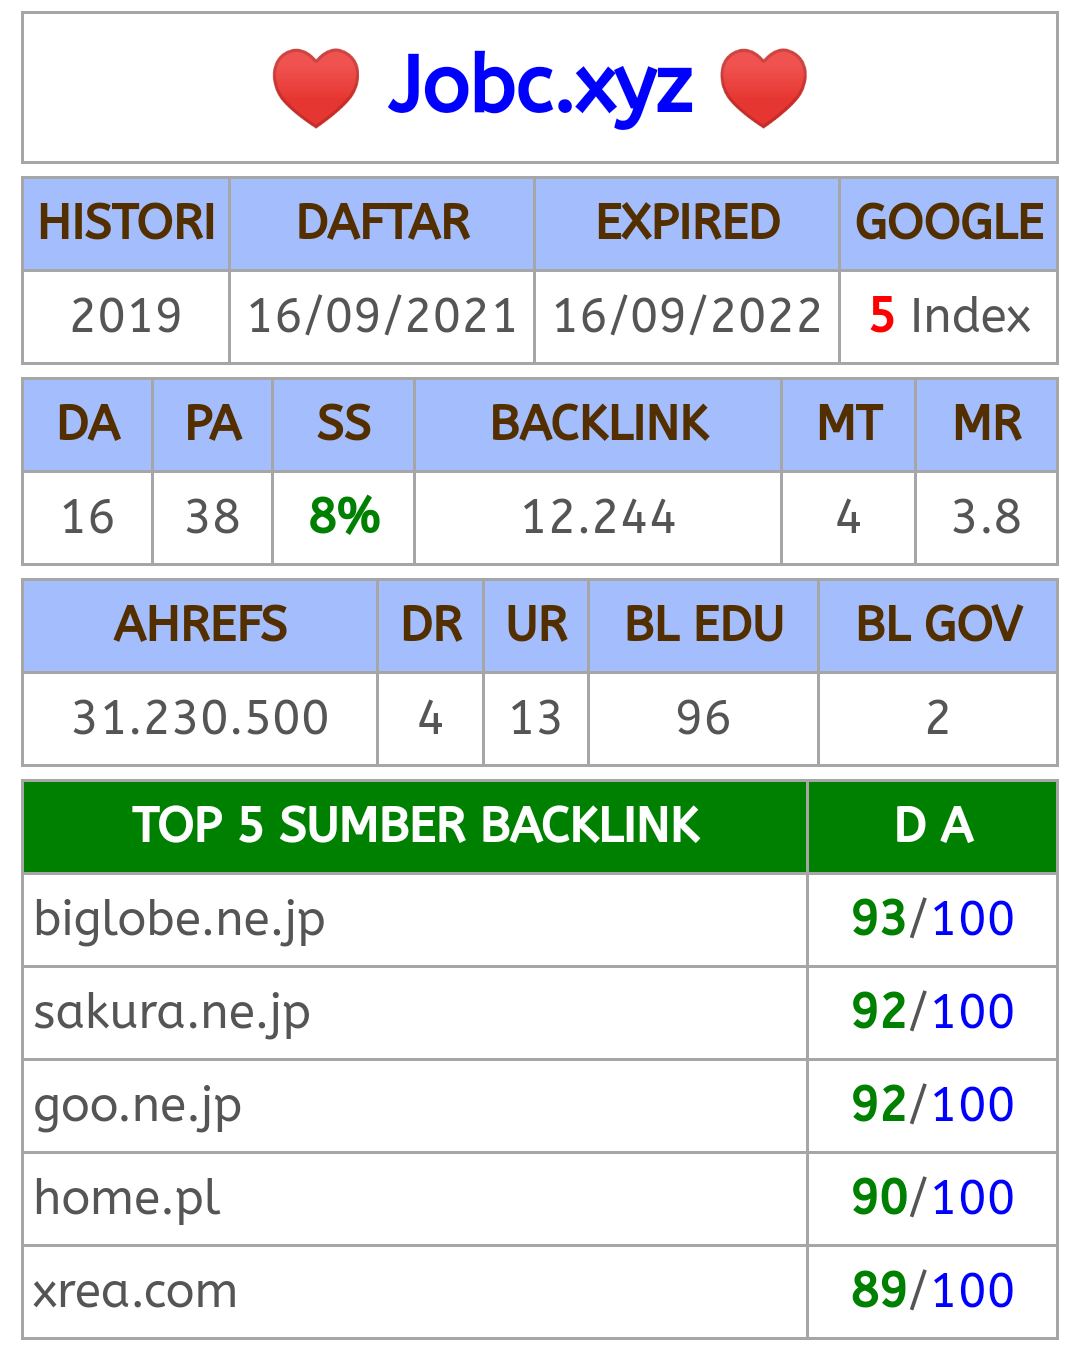 Jobc.xyz
HISTORI DAFTAR EXPIRED GOOGLE
2019 16/09/2021 16/09/2022 5 Index
DA PA SS BACKLINK MT MR
16 38 8% 12.244 4 3.8
AHREFS DR UR BL EDU BL GOV
31.230.500 4 13 96 2
TOP 5 SUMBER BACKLINK D A
biglobe.ne.jp 93/100
sakura.ne.jp 92/100
goo.ne.jp 92/100
home.pl 90/100
xrea.com 89/100